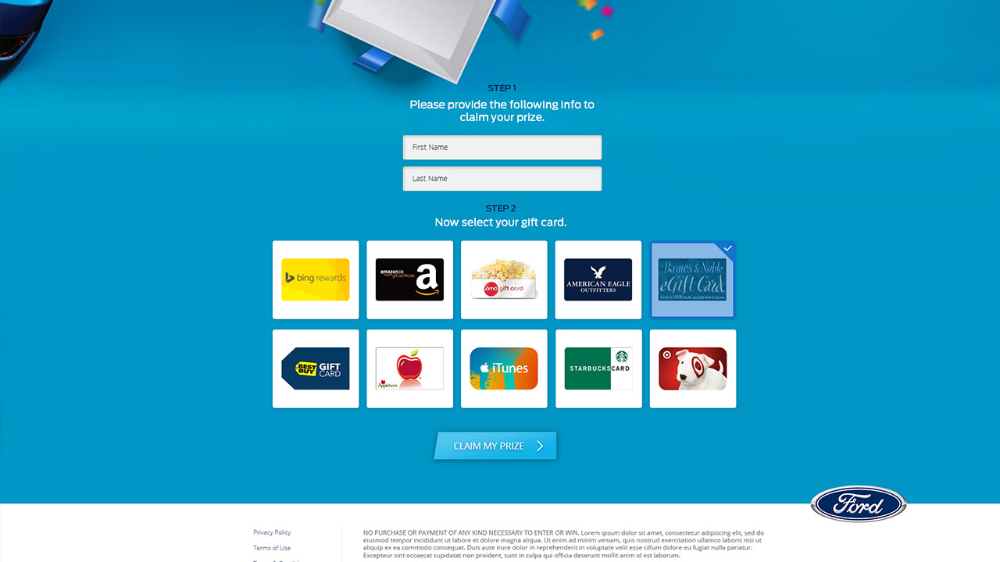 STEP 1
Please provide the following info to
claim your prize.
First Name
Last Name
STEP 2
Now select your gift card.
bing rewards
amazon.ca
gift certificate
a
amc gift card
AMERICAN EAGLE
OUTFITTERS
Barnes & Noble
eGift Card
BEST BUY
GIFT CARD
Applebee's
iTunes
STARBUCKS CARD
CLAIM MY PRIZE
Ford
Privacy Policy
NO PURCHASE OR PAYMENT OF ANY KIND NECESSARY TO ENTER OR WIN. Lorem ipsum dolor sit amet, consectetur adipiscing elit, sed do
eiusmod tempor incididunt ut labore et dolore magna aliqua. Ut enim ad minim veniam, quis nostrud exercitation ullamco laboris nisi ut
Terms of Use
aliquip ex ea commodo consequat. Duis aute irure dolor in reprehenderit in voluptate velit esse cillum dolore eu fugiat nulla pariatur.
Excepteur sint occaecat cupidatat non proident, sunt in culpa qui officia deserunt mollit anim id est laborum.